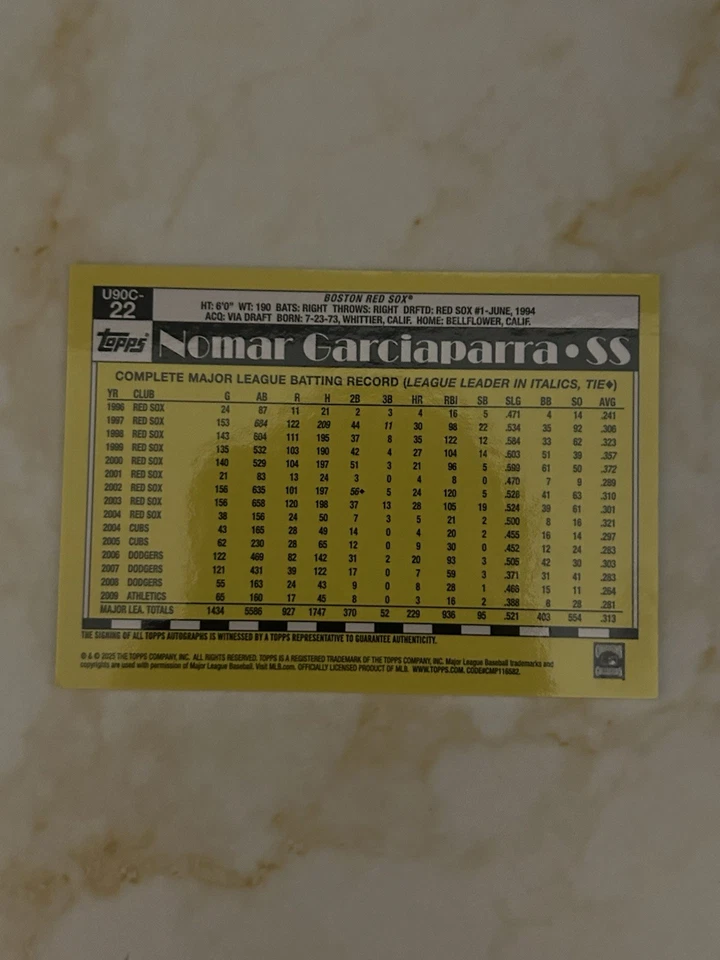 U90C-
22
BOSTON RED SOX®
HT: 6'0" WT: 190 BATS: RIGHT THROWS: RIGHT DRFTD: RED SOX #1-JUNE, 1994
ACQ: VIA DRAFT BORN: 7-23-73, WHITTIER, CALIF. HOME: BELLFLOWER, CALIF.
Topps® Nomar Garciaparra • SS
COMPLETE MAJOR LEAGUE BATTING RECORD (LEAGUE LEADER IN ITALICS, TIE♦)
YR CLUB G AB R H 2B 3B HR RBI SB SLG BB SO AVG
1996 RED SOX 24 87 11 21 2 3 4 16 5 .471 4 14 .241
1997 RED SOX 153 684 122 209 44 11 30 98 22 .534 35 92 .306
1998 RED SOX 143 604 111 195 37 8 35 122 12 .584 33 62 .323
1999 RED SOX 135 532 103 190 42 4 27 104 14 .603 51 39 .357
2000 RED SOX 140 529 104 197 51 3 21 96 5 .599 61 50 .372
2001 RED SOX 21 83 13 24 3 0 4 8 0 .470 7 9 .289
2002 RED SOX 156 635 101 197 56♦ 5 24 120 5 .528 41 63 .310
2003 RED SOX 156 658 120 198 37 13 28 105 19 .524 39 61 .301
2004 RED SOX 38 156 24 50 7 3 5 21 2 .500 8 16 .321
2004 CUBS 43 165 28 49 14 0 4 20 2 .455 16 14 .297
2005 CUBS 62 230 28 65 12 0 9 30 0 .452 12 24 .283
2006 DODGERS 122 469 82 142 31 2 20 93 3 .505 42 30 .303
2007 DODGERS 121 431 39 122 17 0 7 59 3 .371 31 41 .283
2008 DODGERS 55 163 24 43 9 0 8 28 1 .466 15 11 .264
2009 ATHLETICS 65 160 17 45 8 0 3 16 2 .388 8 28 .281
MAJOR LEA. TOTALS 1434 5586 927 1747 370 52 229 936 95 .521 403 554 .313
THE SIGNING OF ALL TOPPS AUTOGRAPHS IS WITNESSED BY A TOPPS REPRESENTATIVE TO GUARANTEE AUTHENTICITY.
® & © 2025 THE TOPPS COMPANY, INC. ALL RIGHTS RESERVED. TOPPS IS A REGISTERED TRADEMARK OF THE TOPPS COMPANY, INC. Major League Baseball trademarks and
copyrights are used with permission of Major League Baseball. Visit MLB.com. OFFICIALLY LICENSED PRODUCT OF MLB. WWW.TOPPS.COM. CODE#CMP116582.